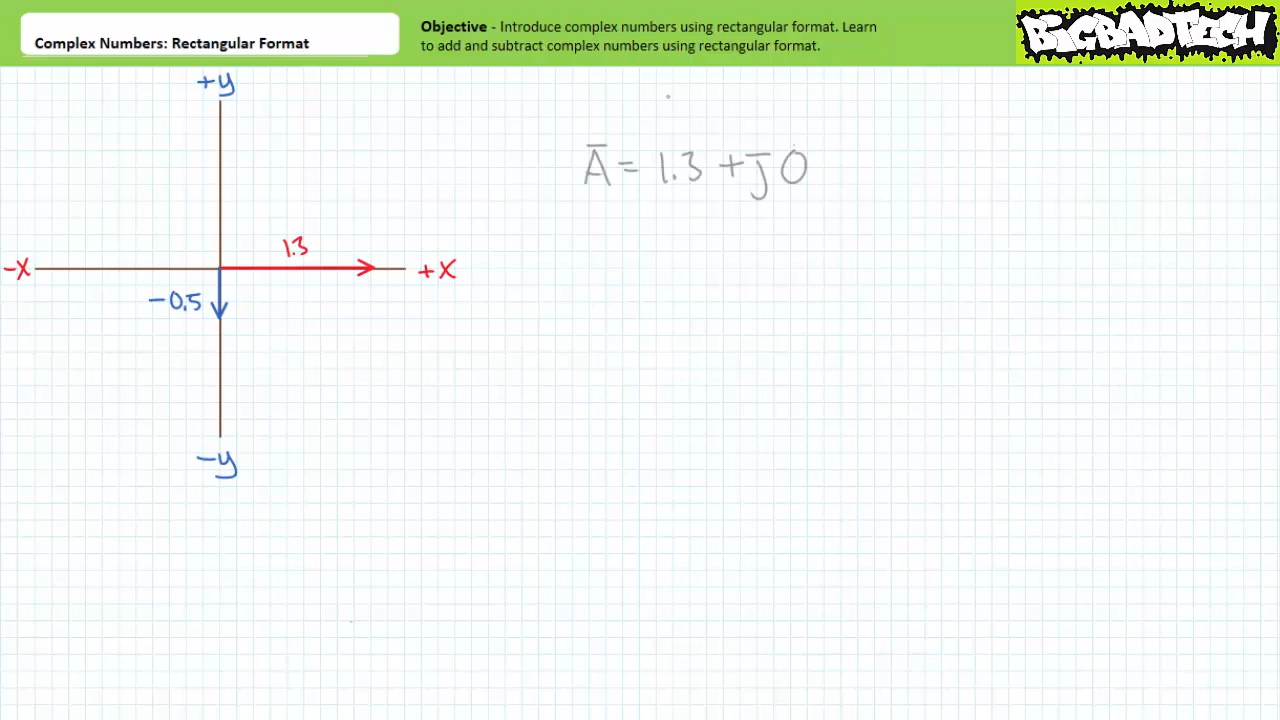 Complex Numbers: Rectangular Format
Objective - Introduce complex numbers using rectangular format. Learn
to add and subtract complex numbers using rectangular format.
BIGBADTECH
+y
Ā = 1.3 + j0
1.3
-X
+X
-0.5
-y